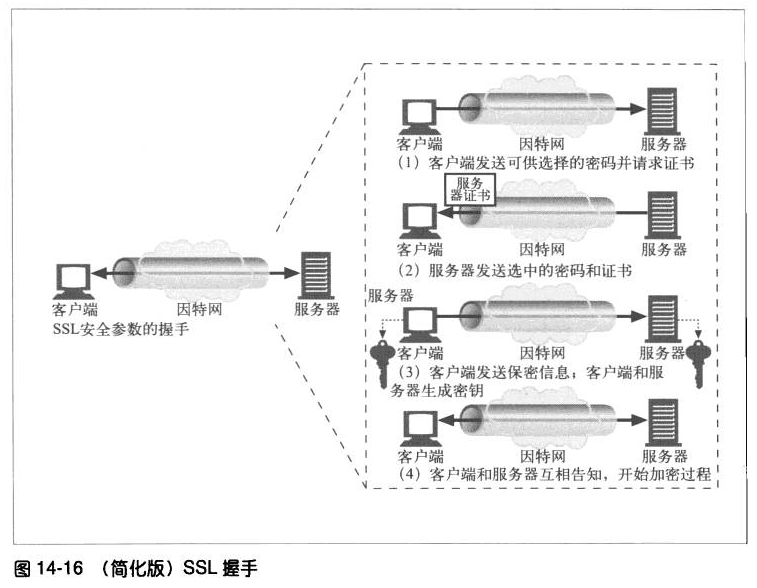 客户端
因特网
服务器
SSL安全参数的握手
客户端
因特网
服务器
（1）客户端发送可供选择的密码并请求证书
服务
器证书
客户端
因特网
服务器
（2）服务器发送选中的密码和证书
服务器
客户端
因特网
服务器
（3）客户端发送保密信息；客户端和服
务器生成密钥
客户端
因特网
服务器
（4）客户端和服务器互相告知，开始加密过程
图 14-16 （简化版）SSL 握手